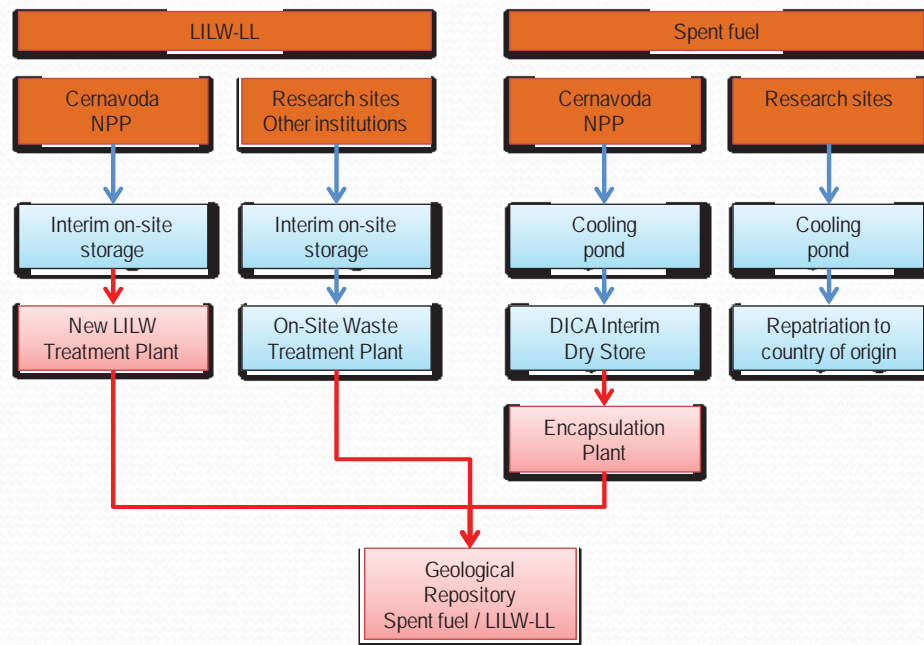 LILW-LL
Spent fuel
Cernavoda
NPP
Research sites
Other institutions
Cernavoda
NPP
Research sites
Interim on-site
storage
Interim on-site
storage
Cooling
pond
Cooling
pond
New LILW
Treatment Plant
On-Site Waste
Treatment Plant
DICA Interim
Dry Store
Repatriation to
country of origin
Encapsulation
Plant
Geological
Repository
Spent fuel / LILW-LL